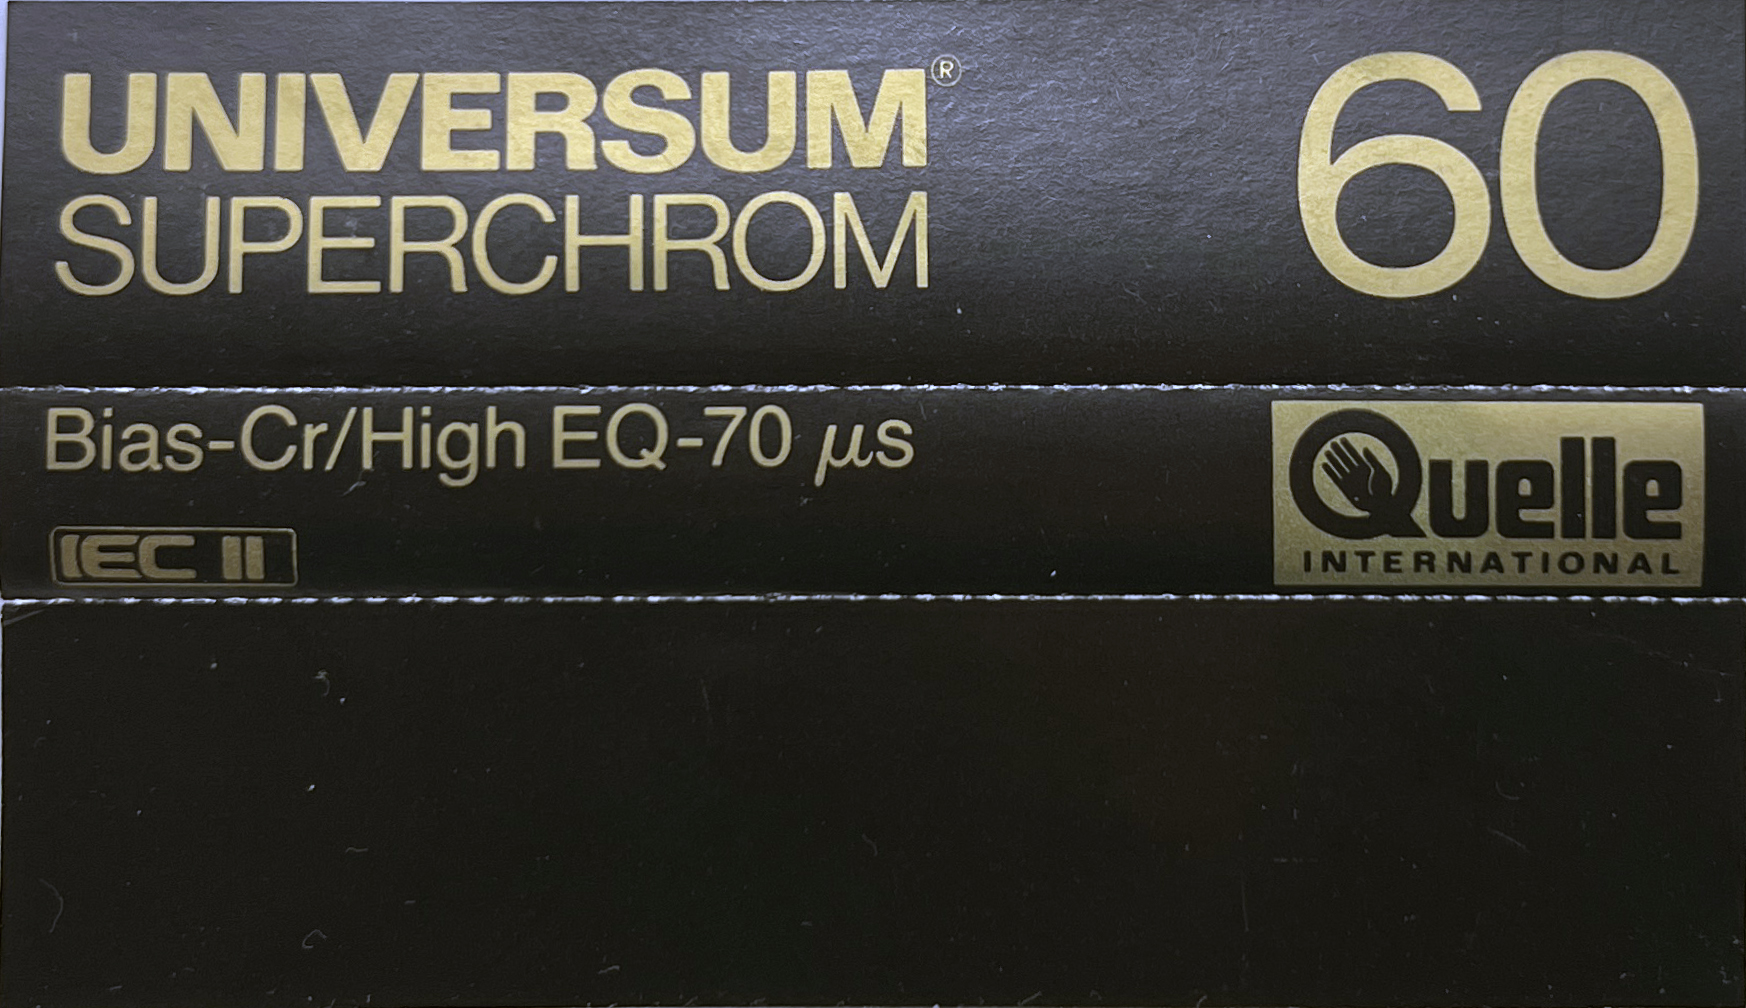 UNIVERSUM®
SUPERCHROM
60
Bias-Cr/High EQ-70 µs
IEC II
Quelle
INTERNATIONAL